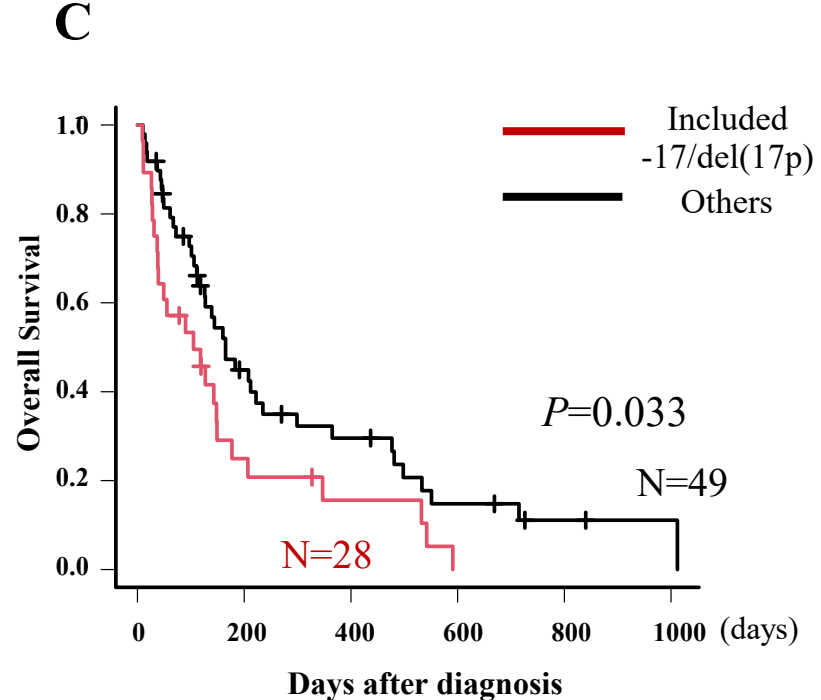 C
Included
-17/del(17p)
Others
Overall Survival
1.0
0.8
0.6
0.4
0.2
0.0
P=0.033
N=49
N=28
0 200 400 600 800 1000 (days)
Days after diagnosis